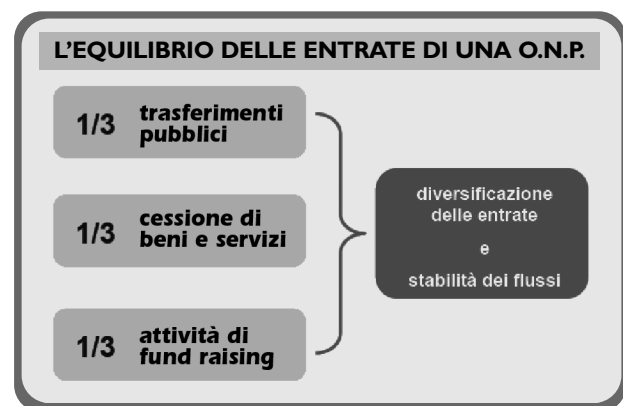 L'EQUILIBRIO DELLE ENTRATE DI UNA O.N.P.
1/3 trasferimenti
pubblici
1/3 cessione di
beni e servizi
1/3 attività di
fund raising
diversificazione
delle entrate
e
stabilità dei flussi